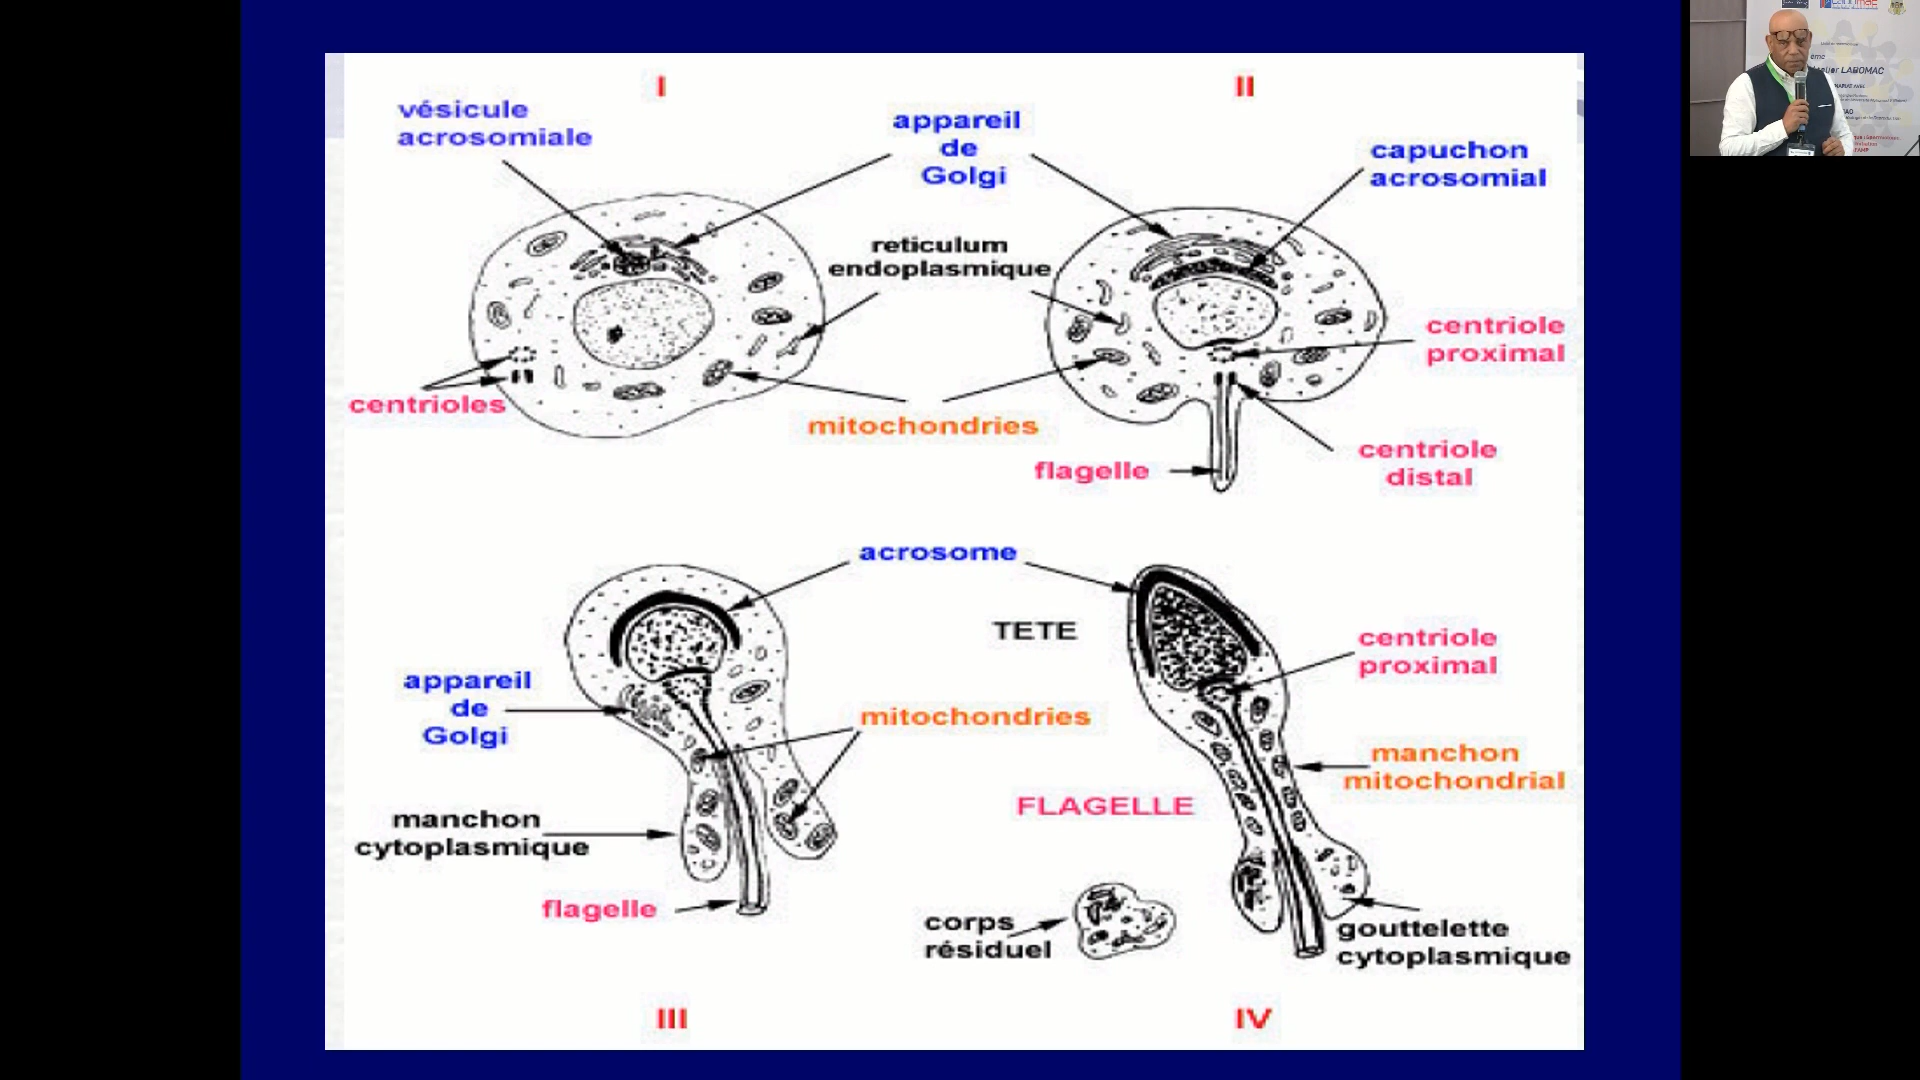 I
II
vésicule
acrosomiale
appareil
de
Golgi
capuchon
acrosomial
reticulum
endoplasmique
centriole
proximal
centrioles
mitochondries
centriole
distal
flagelle
acrosome
TETE
centriole
proximal
appareil
de
Golgi
mitochondries
manchon
mitochondrial
FLAGELLE
manchon
cytoplasmique
flagelle
corps
résiduel
gouttelette
cytoplasmique
III
IV
LABOMAC